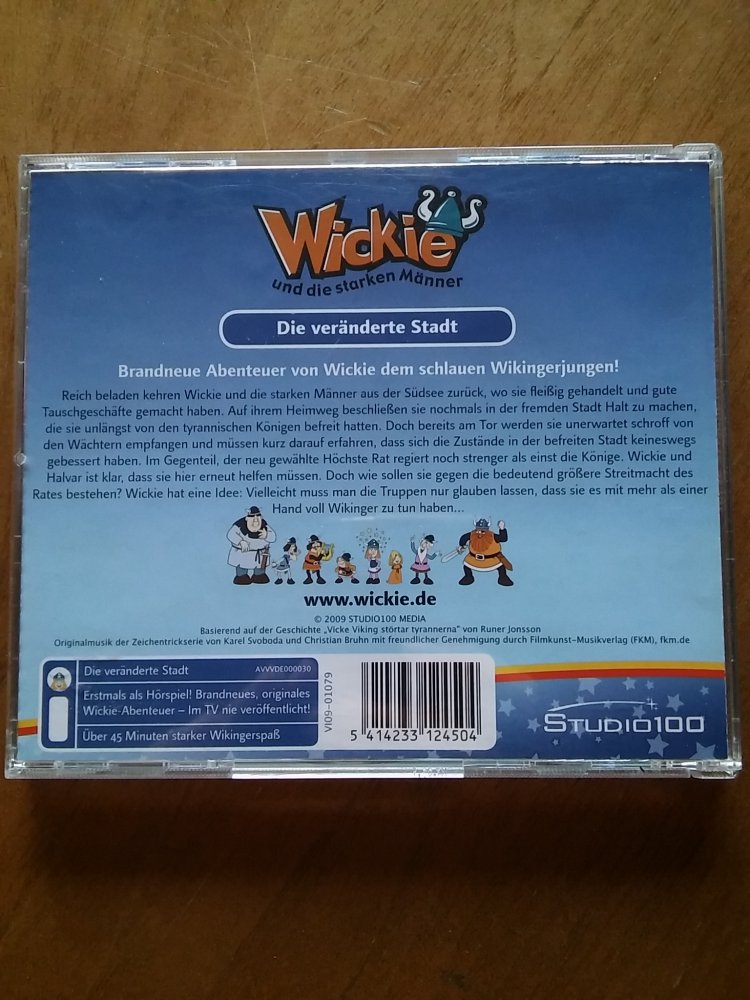 Wickie
und die starken Männer
Die veränderte Stadt
Brandneue Abenteuer von Wickie dem schlauen Wikingerjungen!
Reich beladen kehren Wickie und die starken Männer aus der Südsee zurück, wo sie fleißig gehandelt und gute
Tauschgeschäfte gemacht haben. Auf ihrem Heimweg beschließen sie nochmals in der fremden Stadt Halt zu machen,
die sie unlängst von den tyrannischen Königen befreit hatten. Doch bereits am Tor werden sie unerwartet schroff von
den Wächtern empfangen und müssen kurz darauf erfahren, dass sich die Zustände in der befreiten Stadt keineswegs
gebessert haben. Im Gegenteil, der neu gewählte Höchste Rat regiert noch strenger als einst die Könige. Wickie und
Halvar ist klar, dass sie hier erneut helfen müssen. Doch wie sollen sie gegen die bedeutend größere Streitmacht des
Rates bestehen? Wickie hat eine Idee: Vielleicht muss man die Truppen nur glauben lassen, dass sie es mit mehr als einer
Hand voll Wikinger zu tun haben...
www.wickie.de
© 2009 STUDIO100 MEDIA
Basierend auf der Geschichte „Vicke Viking störtar tyrannerna" von Runer Jonsson
Originalmusik der Zeichentrickserie von Karel Svoboda und Christian Bruhn mit freundlicher Genehmigung durch Filmkunst-Musikverlag (FKM), fkm.de
Die veränderte Stadt AVVVDE000030
Erstmals als Hörspiel! Brandneues, originales
Wickie-Abenteuer – Im TV nie veröffentlicht!
Über 45 Minuten starker Wikingerspaß
VI09-01079
5 414233 124504
STUDIO100